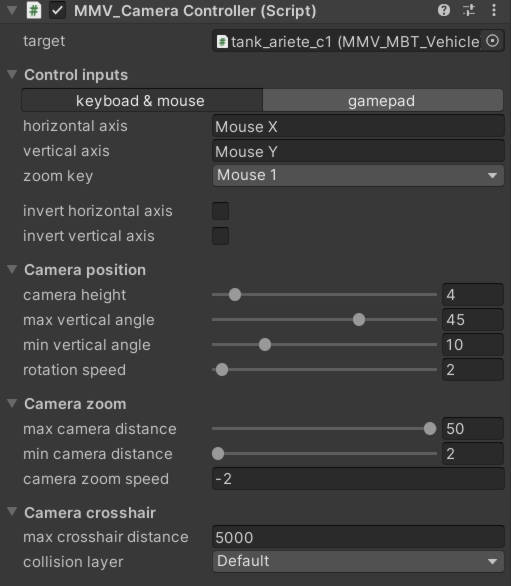 MMV_Camera Controller (Script)
target tank_ariete_c1 (MMV_MBT_Vehicle
Control inputs
keyboad & mouse gamepad
horizontal axis Mouse X
vertical axis Mouse Y
zoom key Mouse 1
invert horizontal axis
invert vertical axis
Camera position
camera height 4
max vertical angle 45
min vertical angle 10
rotation speed 2
Camera zoom
max camera distance 50
min camera distance 2
camera zoom speed -2
Camera crosshair
max crosshair distance 5000
collision layer Default